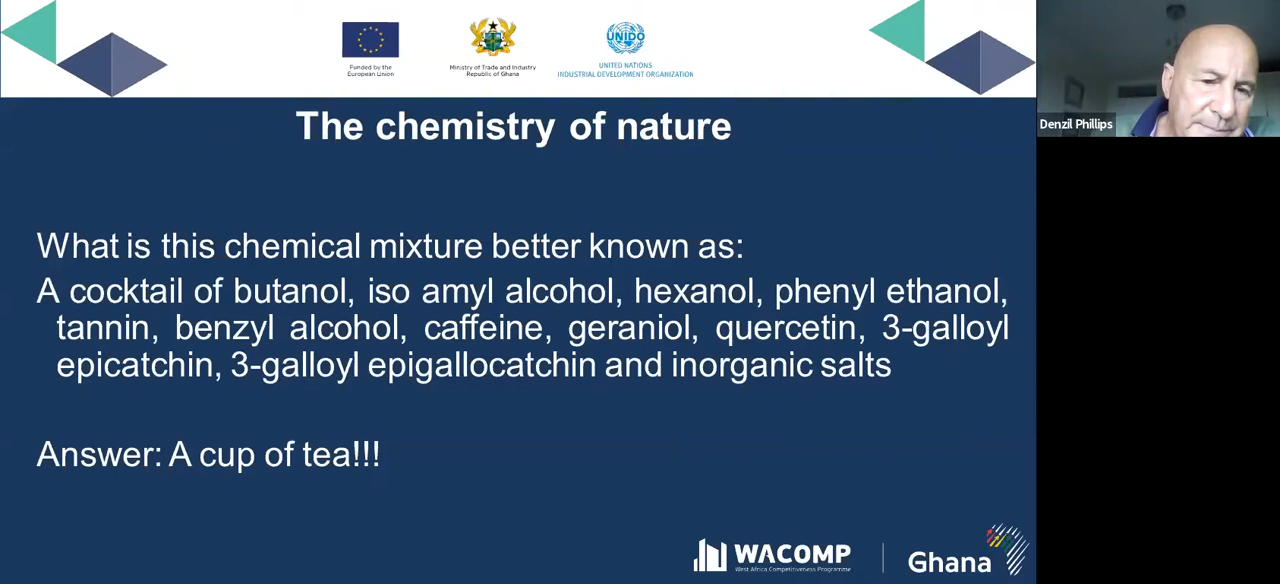 Funded by the
European Union
Ministry of Trade and Industry
Republic of Ghana
UNIDO
UNITED NATIONS
INDUSTRIAL DEVELOPMENT ORGANIZATION
Denzil Phillips
The chemistry of nature
What is this chemical mixture better known as:
A cocktail of butanol, iso amyl alcohol, hexanol, phenyl ethanol,
tannin, benzyl alcohol, caffeine, geraniol, quercetin, 3-galloyl
epicatchin, 3-galloyl epigallocatchin and inorganic salts
Answer: A cup of tea!!!
WACOMP
West Africa Competitiveness Programme
Ghana